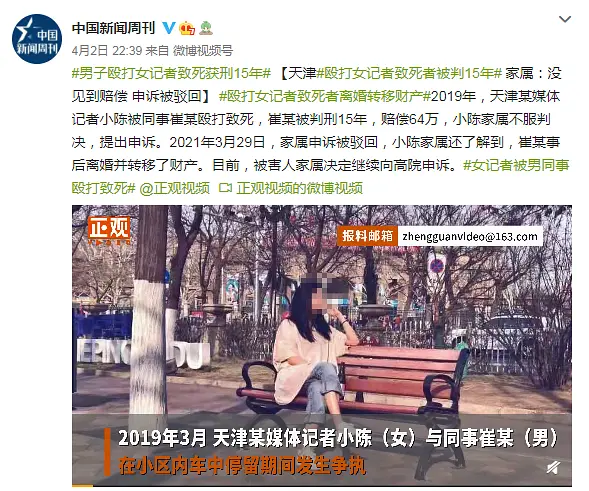 中国
新闻周刊
中国新闻周刊
4月2日 22:39 来自 微博视频号
#男子殴打女记者致死获刑15年# 【天津#殴打女记者致死者被判15年# 家属：没
见到赔偿 申诉被驳回】#殴打女记者致死者离婚转移财产#2019年，天津某媒体
记者小陈被同事崔某殴打致死，崔某被判刑15年，赔偿64万，小陈家属不服判
决，提出申诉。2021年3月29日，家属申诉被驳回，小陈家属还了解到，崔某事
后离婚并转移了财产。目前，被害人家属决定继续向高院申诉。#女记者被男同事
殴打致死# @正观视频 正观视频的微博视频
正观
报料邮箱 zhengguanvldeo@163.com
2019年3月 天津某媒体记者小陈（女）与同事崔某（男）
在小区内车中停留期间发生争执